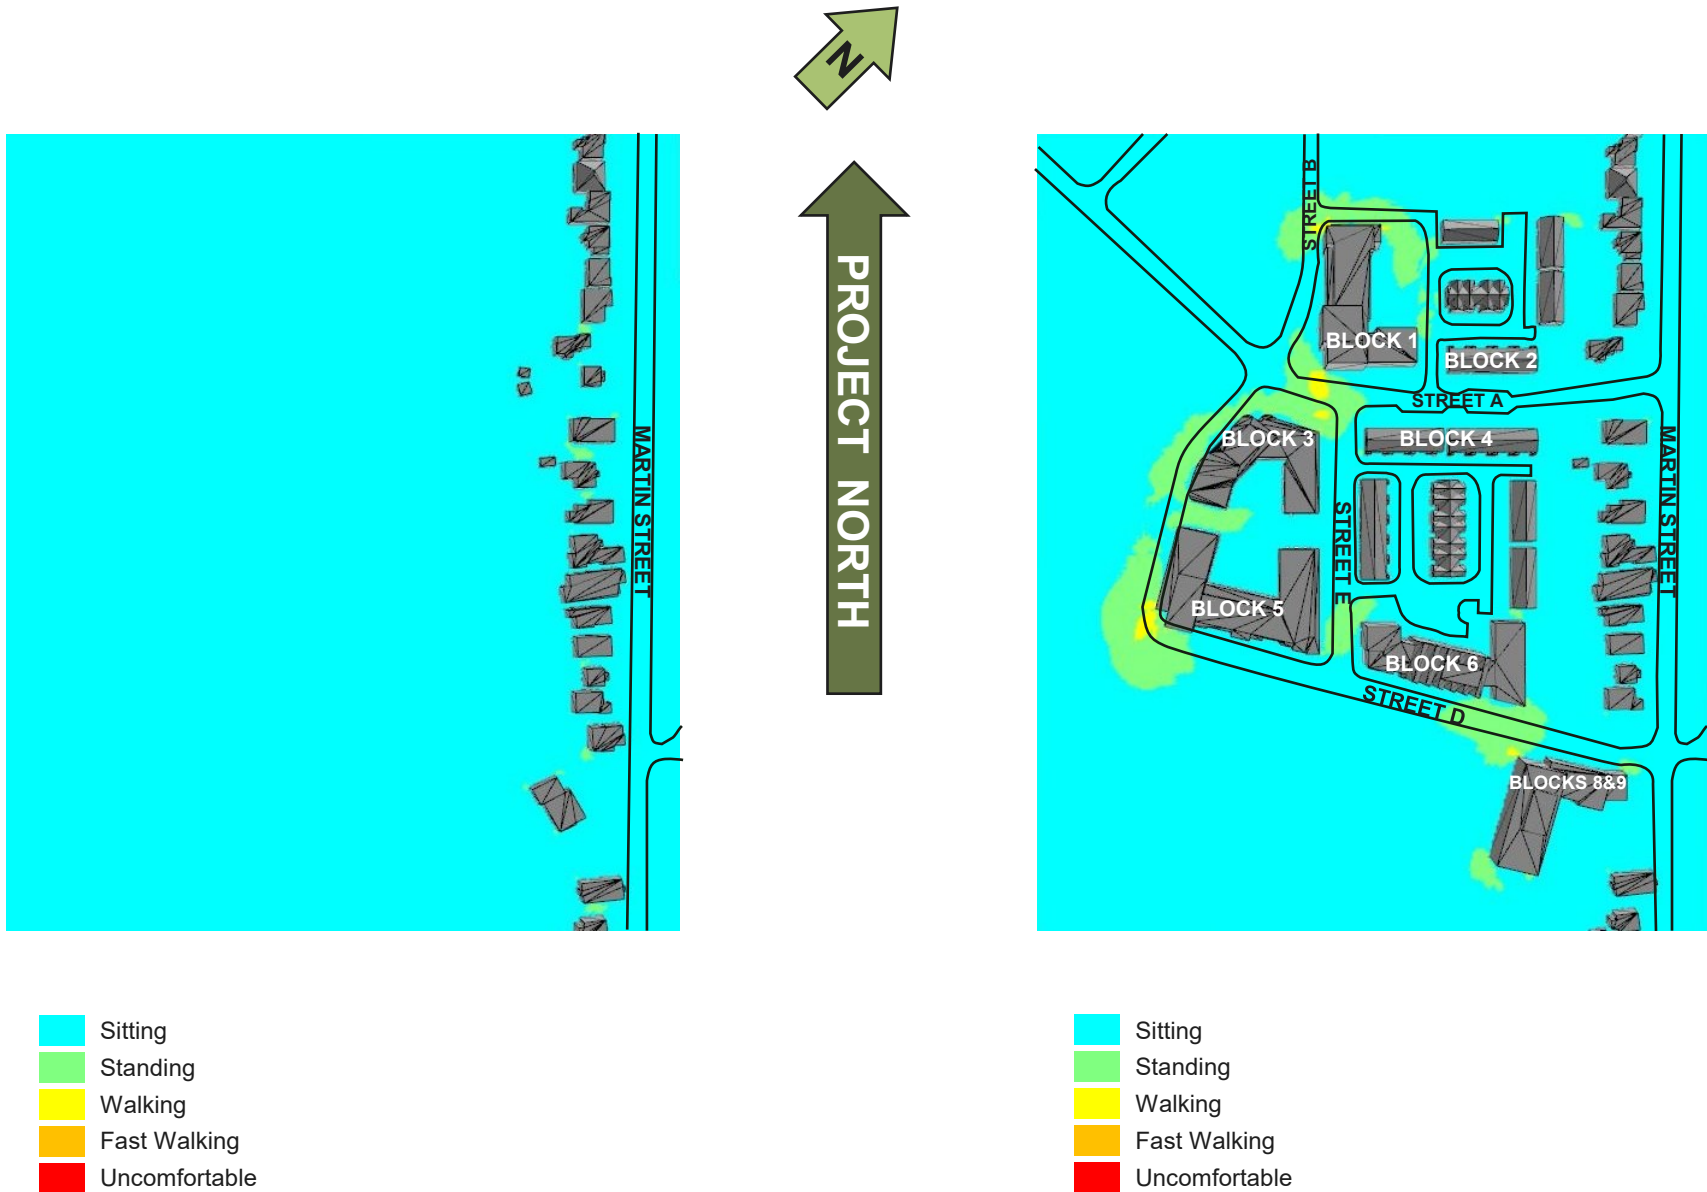 N
PROJECT NORTH
MARTIN STREET
STREET B
BLOCK 1
BLOCK 2
STREET A
BLOCK 3
BLOCK 4
MARTIN STREET
STREET E
BLOCK 5
BLOCK 6
STREET D
BLOCKS 8&9
Sitting
Standing
Walking
Fast Walking
Uncomfortable
Sitting
Standing
Walking
Fast Walking
Uncomfortable